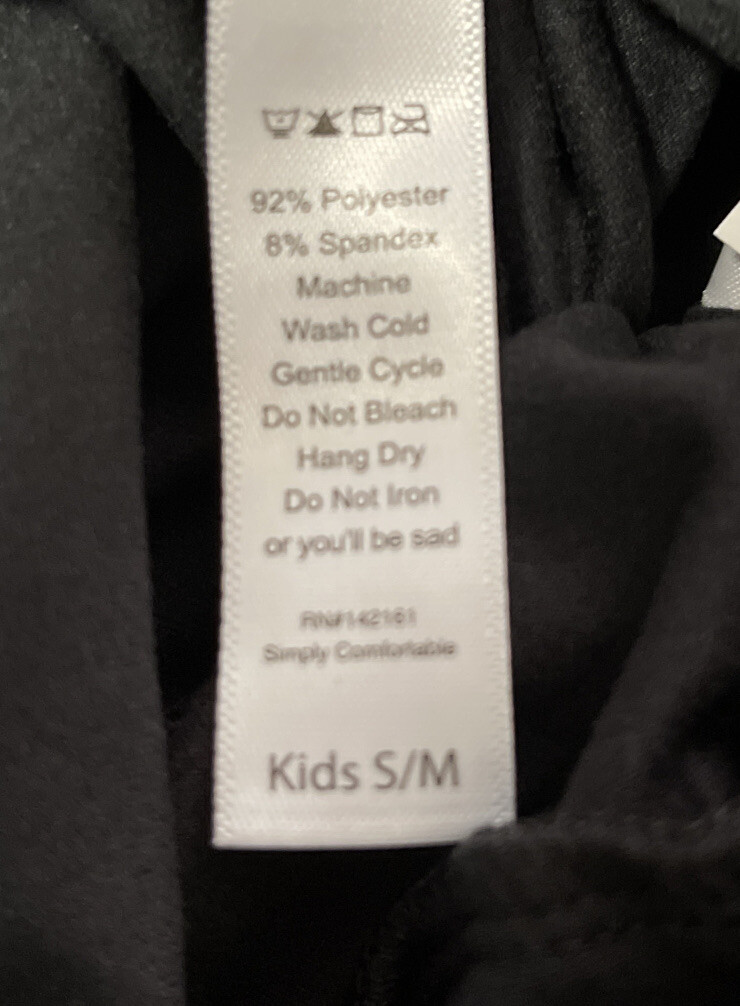 92% Polyester
8% Spandex
Machine
Wash Cold
Gentle Cycle
Do Not Bleach
Hang Dry
Do Not Iron
or you'll be sad
RN#142161
Simply Comfortable
Kids S/M